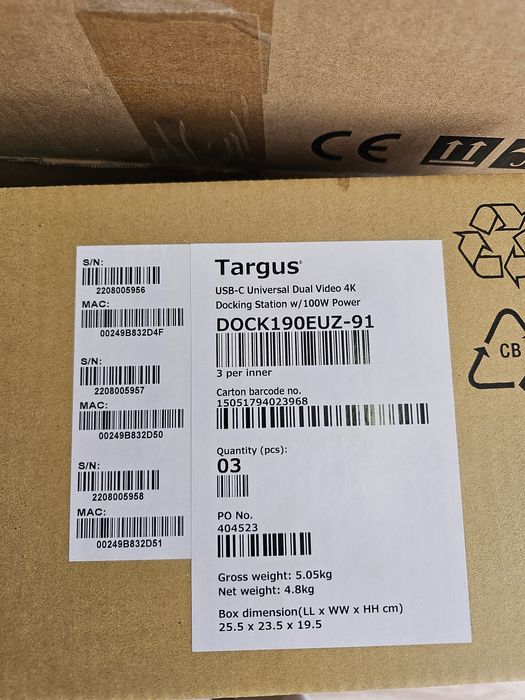 CE
S/N:
2208005956
MAC:
00249B832D4F
S/N:
2208005957
MAC:
00249B832D50
S/N:
2208005958
MAC:
00249B832D51
Targus®
USB-C Universal Dual Video 4K
Docking Station w/100W Power
DOCK190EUZ-91
3 per inner
Carton barcode no.
15051794023968
Quantity (pcs):
03
PO No.
404523
Gross weight: 5.05kg
Net weight: 4.8kg
Box dimension(LL x WW x HH cm)
25.5 x 23.5 x 19.5
CB